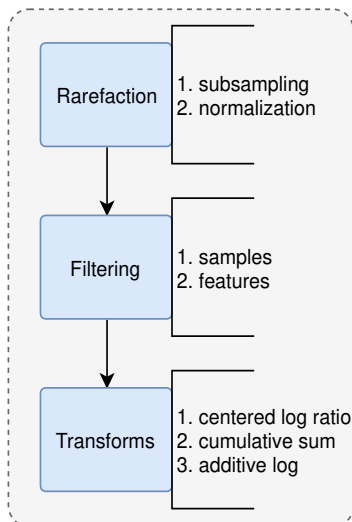 Rarefaction
1. subsampling
2. normalization
Filtering
1. samples
2. features
Transforms
1. centered log ratio
2. cumulative sum
3. additive log